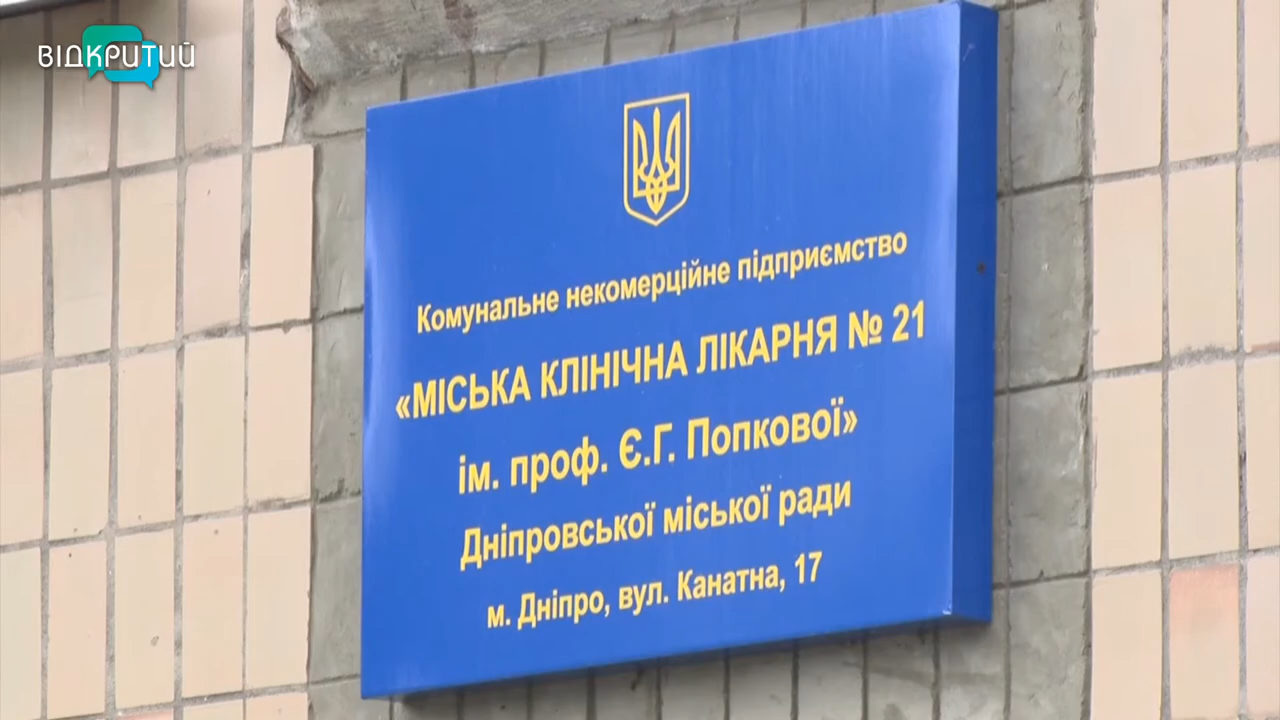 ВІДКРИТИЙ
Комунальне некомерційне підприємство
«МІСЬКА КЛІНІЧНА ЛІКАРНЯ № 21
ім. проф. Є.Г. Попкової»
Дніпровської міської ради
м. Дніпро, вул. Канатна, 17